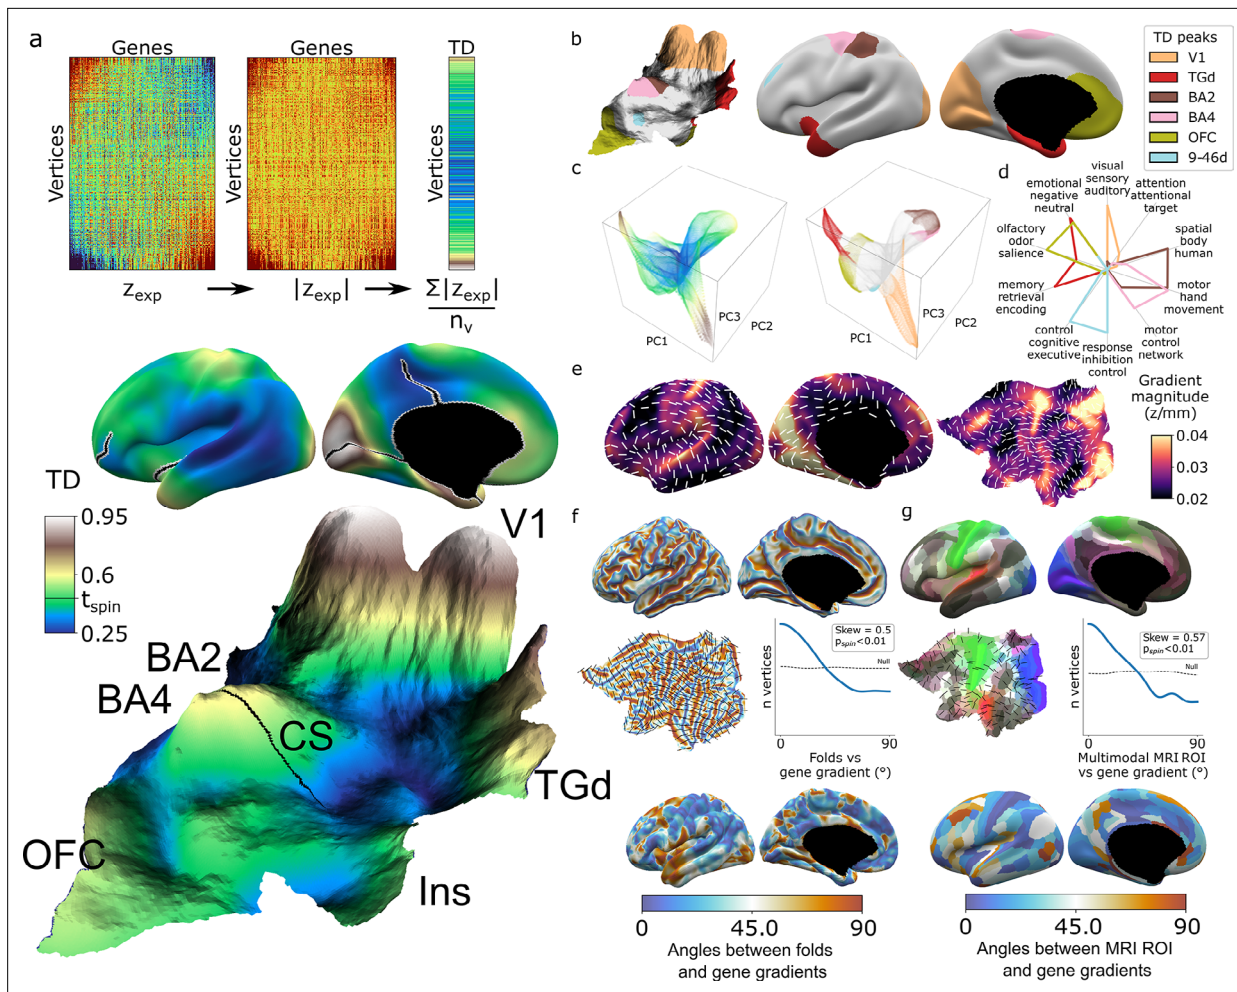 a
Genes
Genes
TD
Vertices
Vertices
z_exp
|z_exp|
Σ|z_exp|
n_v
TD
0.95
0.6
t_spin
0.25
V1
BA2
BA4
CS
TGd
OFC
Ins
b
TD peaks
V1
TGd
BA2
BA4
OFC
9-46d
c
PC1
PC2
PC3
PC1
PC2
PC3
d
visual
sensory
auditory
attention
attentional
target
spatial
body
human
motor
hand
movement
motor
control
network
response
inhibition
control
control
cognitive
executive
memory
retrieval
encoding
olfactory
odor
salience
emotional
negative
neutral
e
Gradient
magnitude
(z/mm)
0.04
0.03
0.02
f
n vertices
Skew = 0.5
p_spin<0.01
Null
0
90
Folds vs
gene gradient (°)
0
45.0
90
Angles between folds
and gene gradients
g
n vertices
Skew = 0.57
p_spin<0.01
Null
0
90
Multimodal MRI ROI
vs gene gradient (°)
0
45.0
90
Angles between MRI ROI
and gene gradients